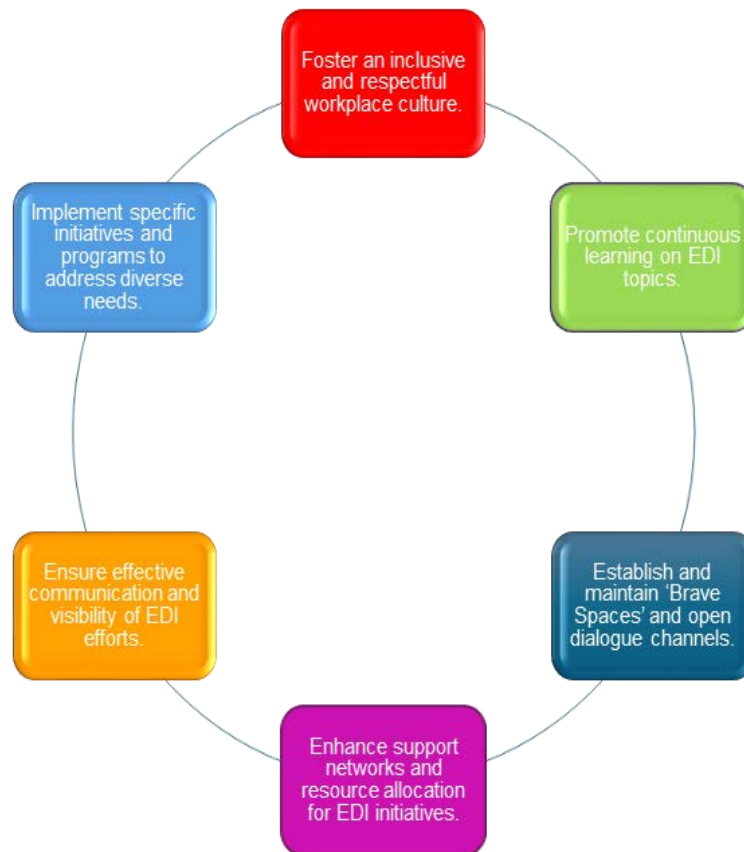 Foster an inclusive
and respectful
workplace culture.
Promote continuous
learning on EDI
topics.
Establish and
maintain ‘Brave
Spaces’ and open
dialogue channels.
Enhance support
networks and
resource allocation
for EDI initiatives.
Ensure effective
communication and
visibility of EDI
efforts.
Implement specific
initiatives and
programs to
address diverse
needs.